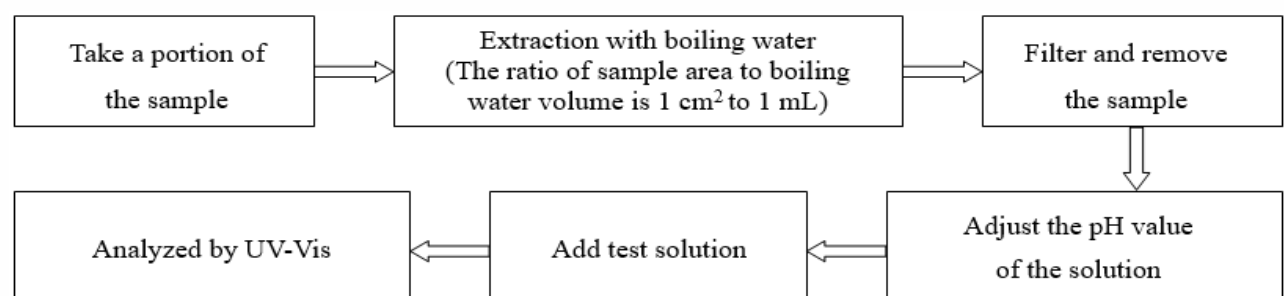 Take a portion of
the sample
Extraction with boiling water
(The ratio of sample area to boiling
water volume is 1 cm² to 1 mL)
Filter and remove
the sample
Adjust the pH value
of the solution
Add test solution
Analyzed by UV-Vis